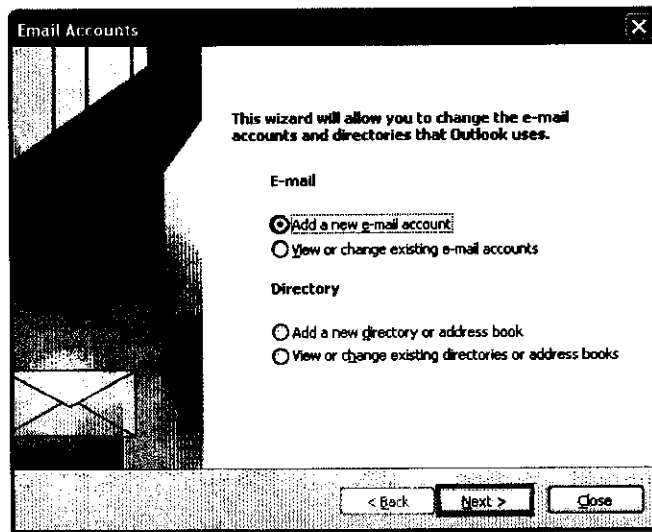 Email Accounts
This wizard will allow you to change the e-mail
accounts and directories that Outlook uses.
E-mail
Add a new e-mail account
View or change existing e-mail accounts
Directory
Add a new directory or address book
View or change existing directories or address books
< Back
Next >
Close